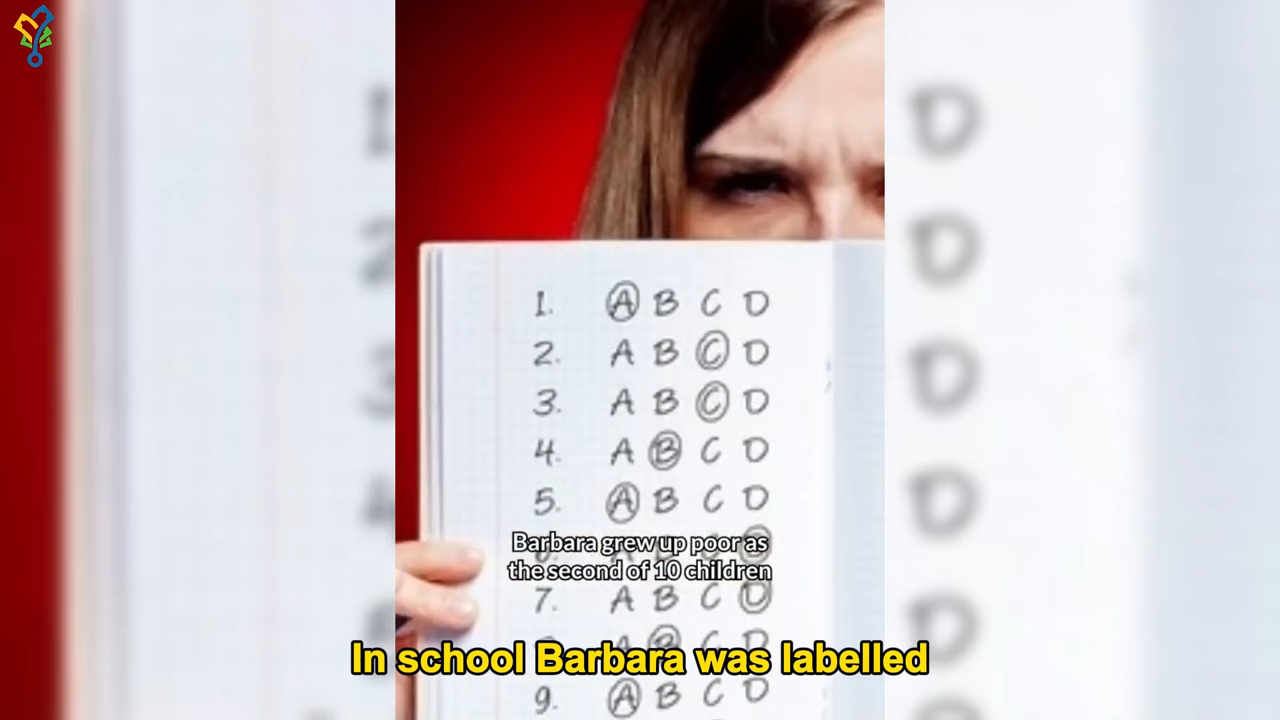 1. A B C D
2. A B C D
3. A B C D
4. A B C D
5. A B C D
Barbara grew up poor as
the second of 10 children
7. A B C D
In school Barbara was labelled
9. A B C D
D
D
D
D
D